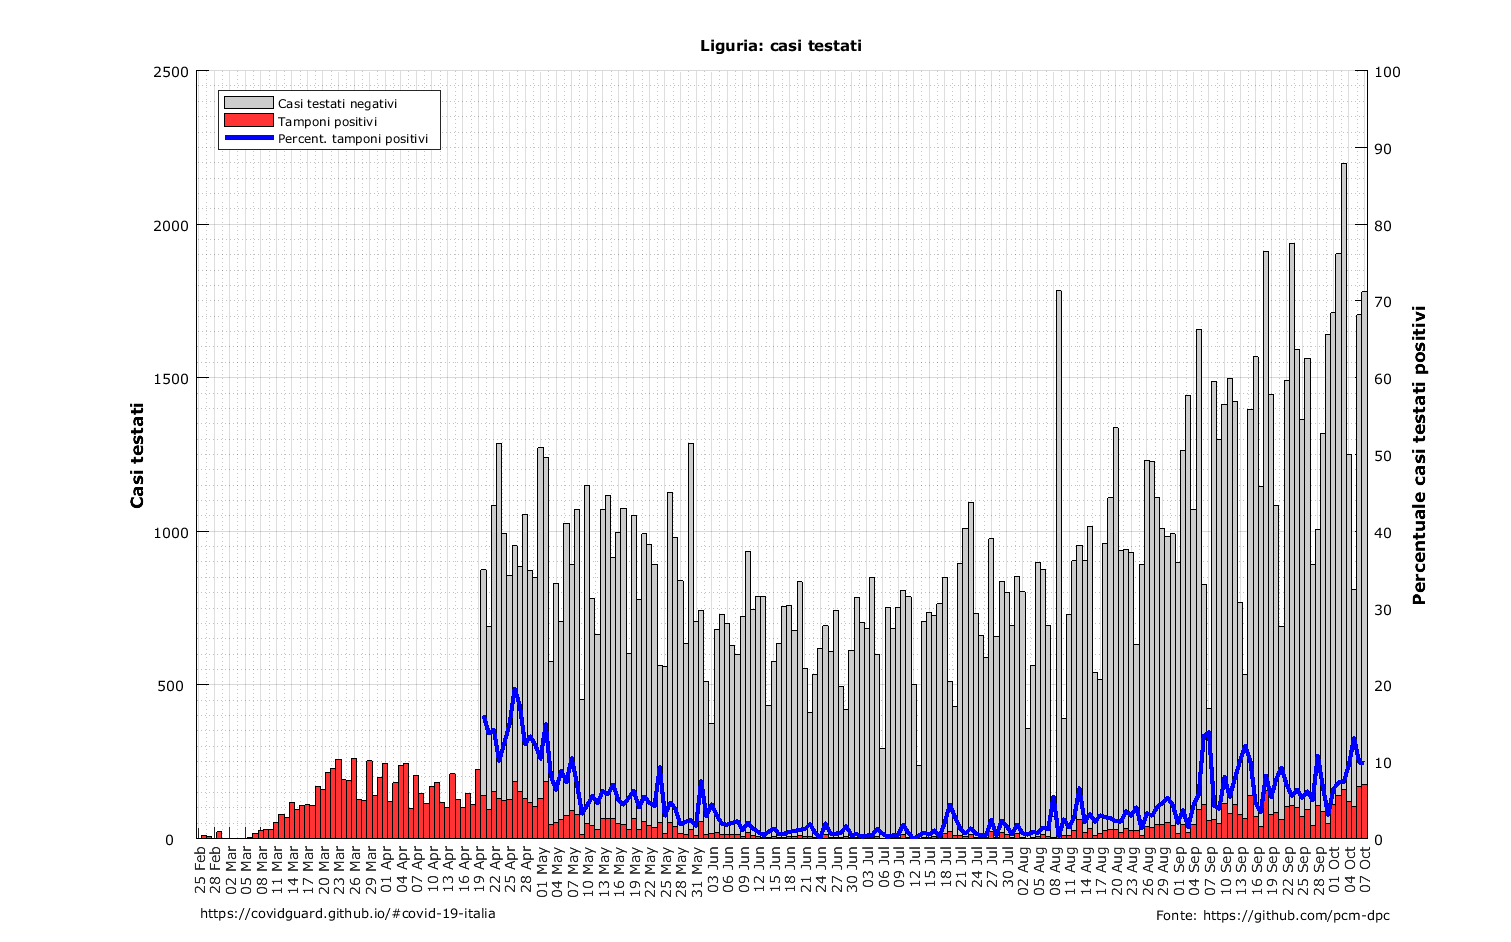 Liguria: casi testati
2500
2000
1500
1000
500
0
Casi testati
Casi testati negativi
Tamponi positivi
Percent. tamponi positivi
100
90
80
70
60
50
40
30
20
10
0
Percentuale casi testati positivi
25 Feb
28 Feb
02 Mar
05 Mar
08 Mar
11 Mar
14 Mar
17 Mar
20 Mar
23 Mar
26 Mar
29 Mar
01 Apr
04 Apr
07 Apr
10 Apr
13 Apr
16 Apr
19 Apr
22 Apr
25 Apr
28 Apr
01 May
04 May
07 May
10 May
13 May
16 May
19 May
22 May
25 May
28 May
31 May
03 Jun
06 Jun
09 Jun
12 Jun
15 Jun
18 Jun
21 Jun
24 Jun
27 Jun
30 Jun
03 Jul
06 Jul
09 Jul
12 Jul
15 Jul
18 Jul
21 Jul
24 Jul
27 Jul
30 Jul
02 Aug
05 Aug
08 Aug
11 Aug
14 Aug
17 Aug
20 Aug
23 Aug
26 Aug
29 Aug
01 Sep
04 Sep
07 Sep
10 Sep
13 Sep
16 Sep
19 Sep
22 Sep
25 Sep
28 Sep
01 Oct
04 Oct
07 Oct
https://covidguard.github.io/#covid-19-italia
Fonte: https://github.com/pcm-dpc